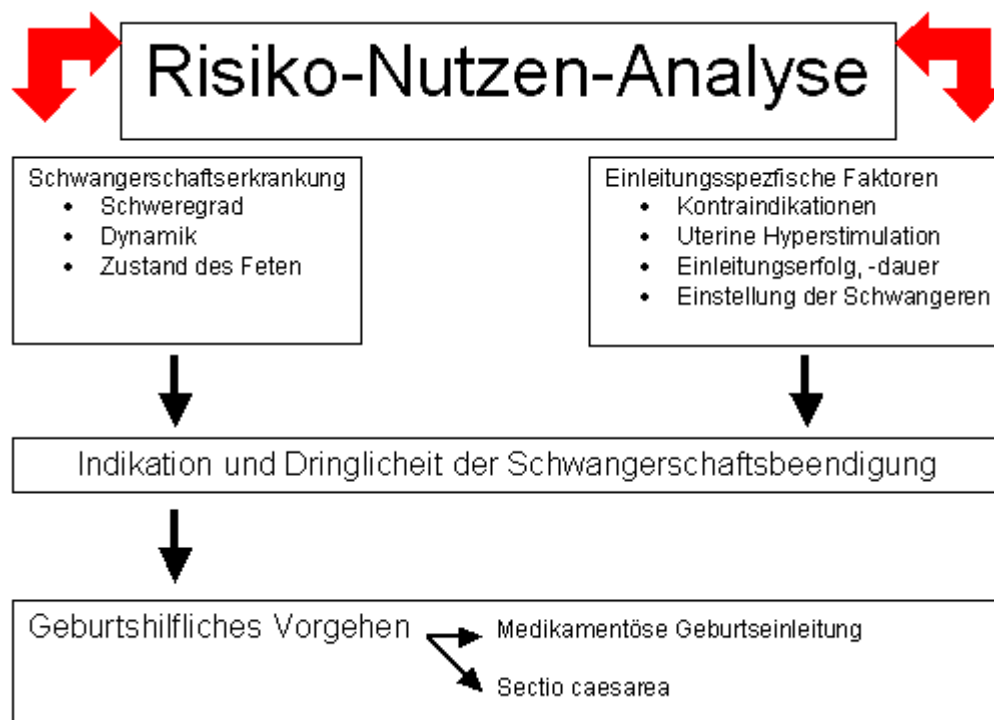 Risiko-Nutzen-Analyse
Schwangerschaftserkrankung
• Schweregrad
• Dynamik
• Zustand des Feten
Einleitungsspezfische Faktoren
• Kontraindikationen
• Uterine Hyperstimulation
• Einleitungserfolg, -dauer
• Einstellung der Schwangeren
Indikation und Dringlicheit der Schwangerschaftsbeendigung
Geburtshilfliches Vorgehen
Medikamentöse Geburtseinleitung
Sectio caesarea